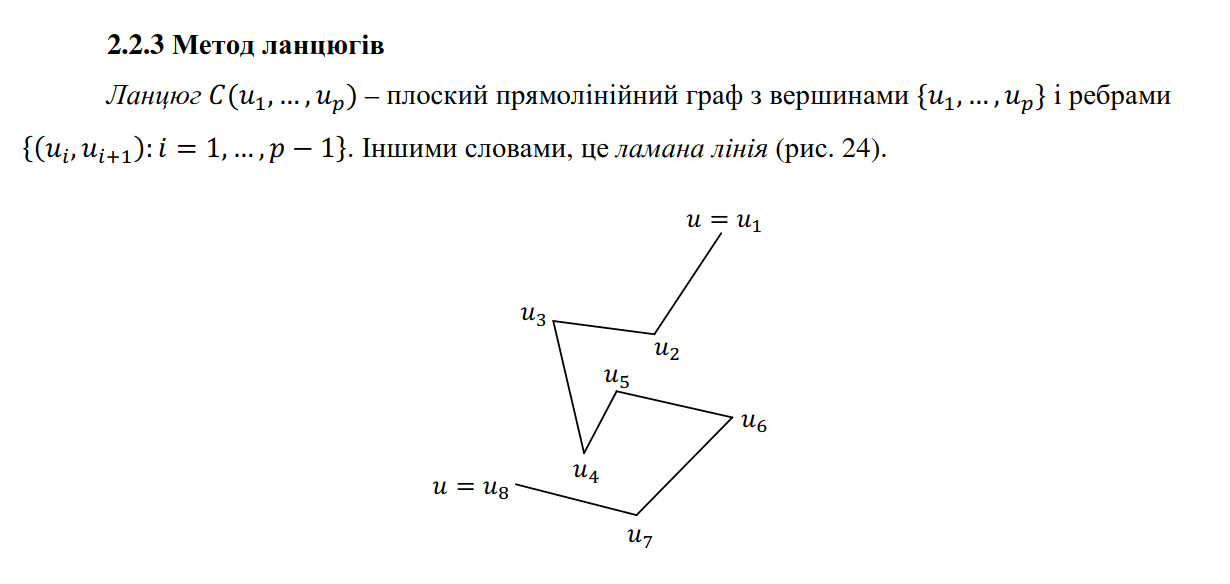 2.2.3 Метод ланцюгів
Ланцюг C(u₁, … , uₚ) – плоский прямолінійний граф з вершинами {u₁, … , uₚ} і ребрами
{(uᵢ, uᵢ₊₁): i = 1, … , p − 1}. Іншими словами, це ламана лінія (рис. 24).
u = u₁
u₃
u₂
u₅
u₆
u₄
u = u₈
u₇